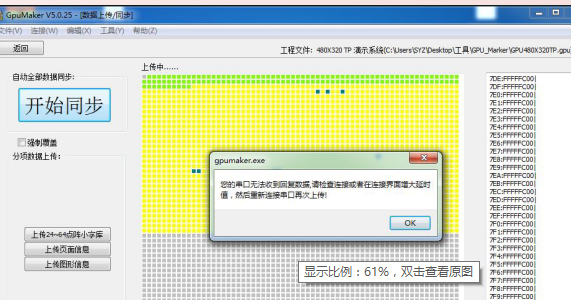 GpuMaker V5.0.25 - [数据上传/同步]
文件(V) 连接(W) 编辑(X) 工具(Y) 帮助(Z)
返回
工程文件: 480X320 TP 演示系统(C:\Users\SYZ\Desktop\工具\GPU_Marker\GPU480X320TP.gpu
上传中......
自动全部数据同步:
开始同步
强制覆盖
分项数据上传:
上传24~64点阵小字库
上传页面信息
上传图形信息
gpumaker.exe
您的串口无法收到回复数据,请检查连接或者在连接界面增大延时
值，然后重新连接串口再次上传!
OK
显示比例：61%，双击查看原图
7DE:FFFFFC00|
7DF:FFFFFC00|
7E0:FFFFFC00|
7E1:FFFFFC00|
7E2:FFFFFC00|
7E3:FFFFFC00|
7E4:FFFFFC00|
7E5:FFFFFC00|
7E6:FFFFFC00|
7E7:FFFFFC00|
7E8:FFFFFC00|
7E9:FFFFFC00|
7EA:FFFFFC00|
7EB:FFFFFC00|
7EC:FFFFFC00|
7ED:FFFFFC00|
7EE:FFFFFC00|
7EF:FFFFFC00|
7F0:FFFFFC00|
7F1:FFFFFC00|
7F2:FFFFFC00|
7F3:FFFFFC00|
7F4:FFFFFC00|
7F5:FFFFFC00|
7F6:FFFFFC00|
7F7:FFFFFC00|
7F8:FFFFFC00|
7F9:FFFFFC00|